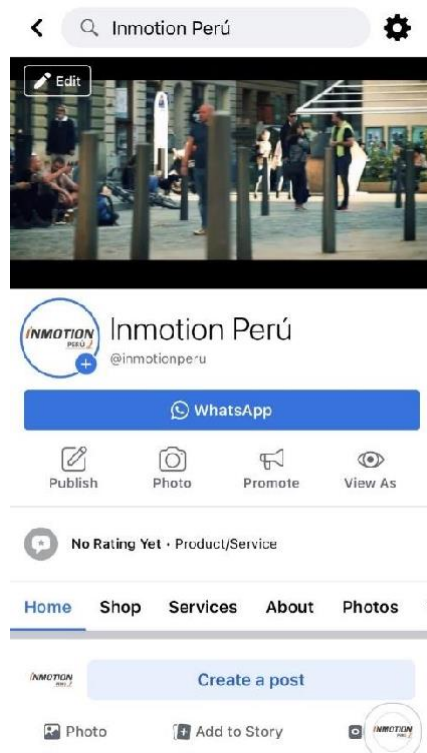 Inmotion Perú
Edit
INMOTION
PERÚ
Inmotion Perú
@inmotionperu
WhatsApp
Publish Photo Promote View As
No Rating Yet · Product/Service
Home Shop Services About Photos
INMOTION
Create a post
Photo Add to Story
INMOTION